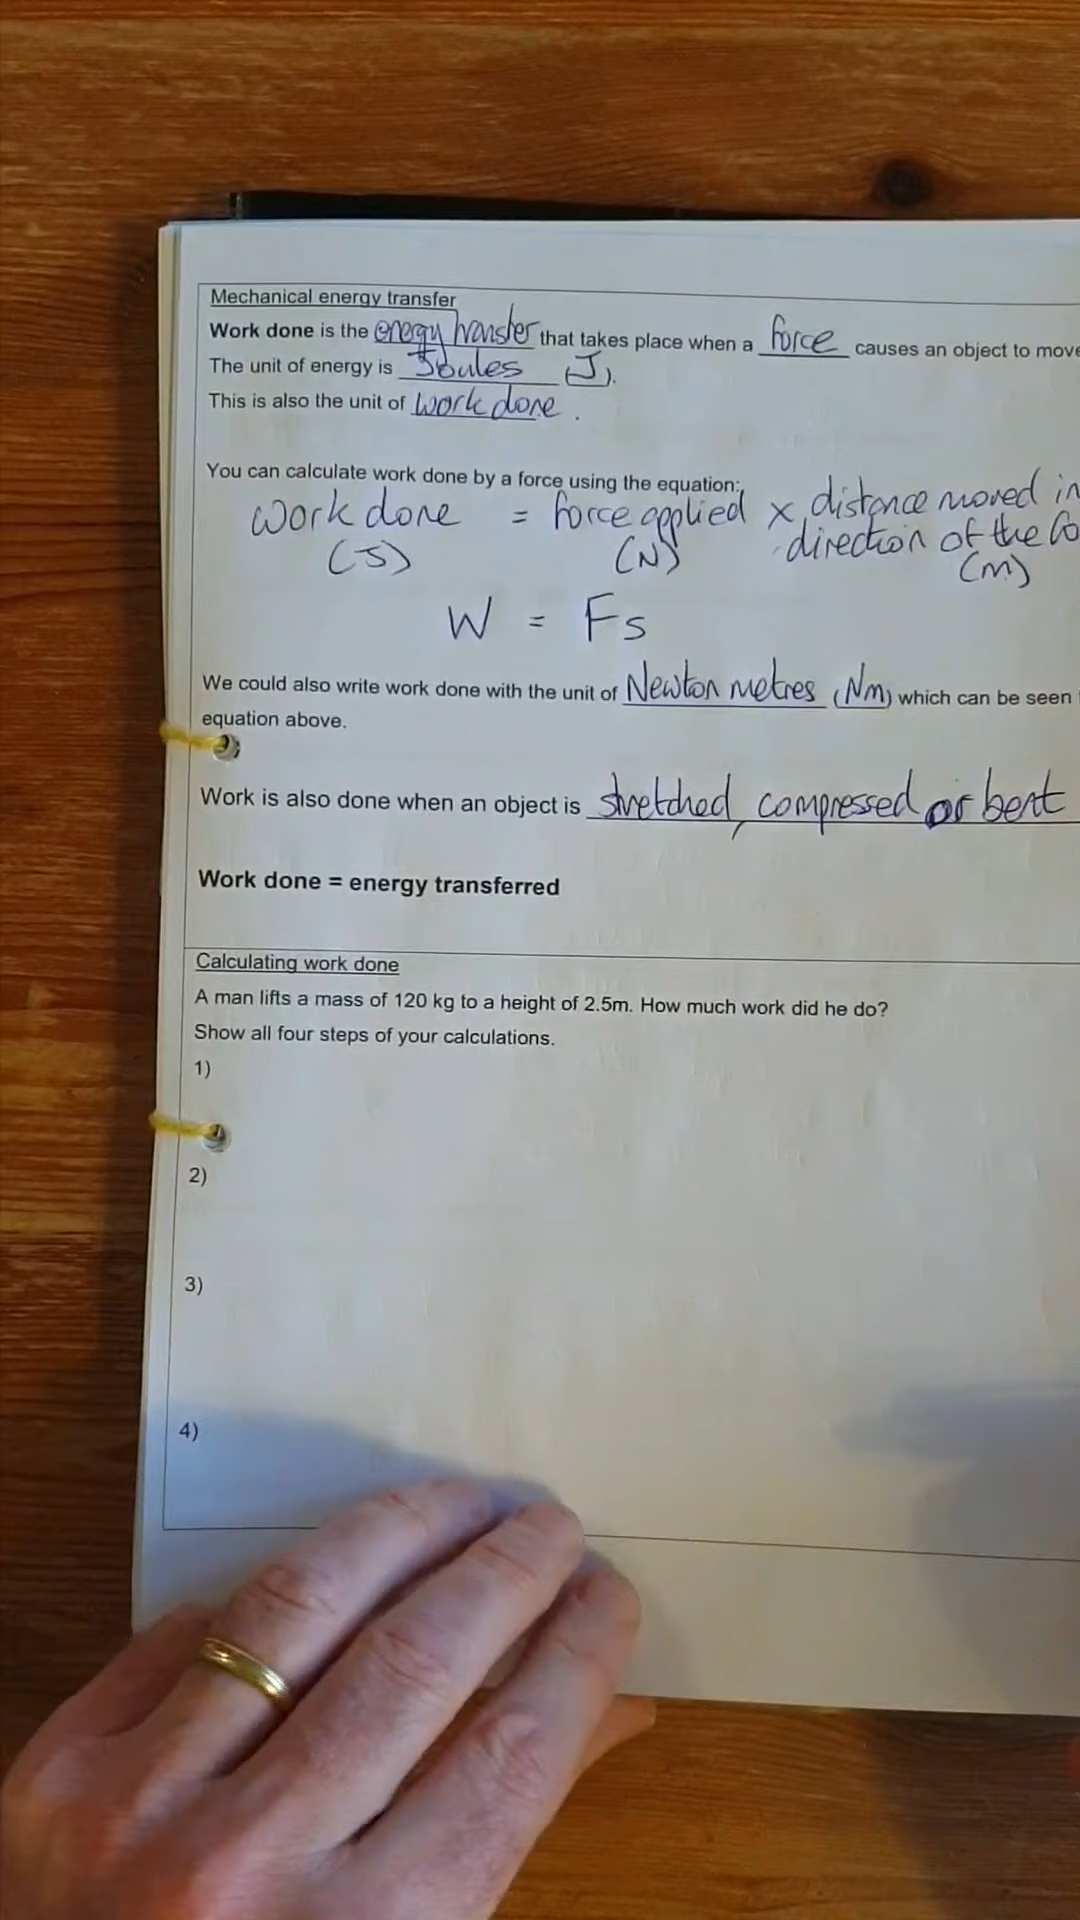 Mechanical energy transfer
Work done is the energy transfer that takes place when a force causes an object to move
The unit of energy is Joules (J).
This is also the unit of work done.
You can calculate work done by a force using the equation:
work done = force applied x distance moved in
direction of the
(J) (N) (m)
W = Fs
We could also write work done with the unit of Newton metres (Nm) which can be seen
equation above.
Work is also done when an object is stretched, compressed or bent
Work done = energy transferred
Calculating work done
A man lifts a mass of 120 kg to a height of 2.5m. How much work did he do?
Show all four steps of your calculations.
1)
2)
3)
4)